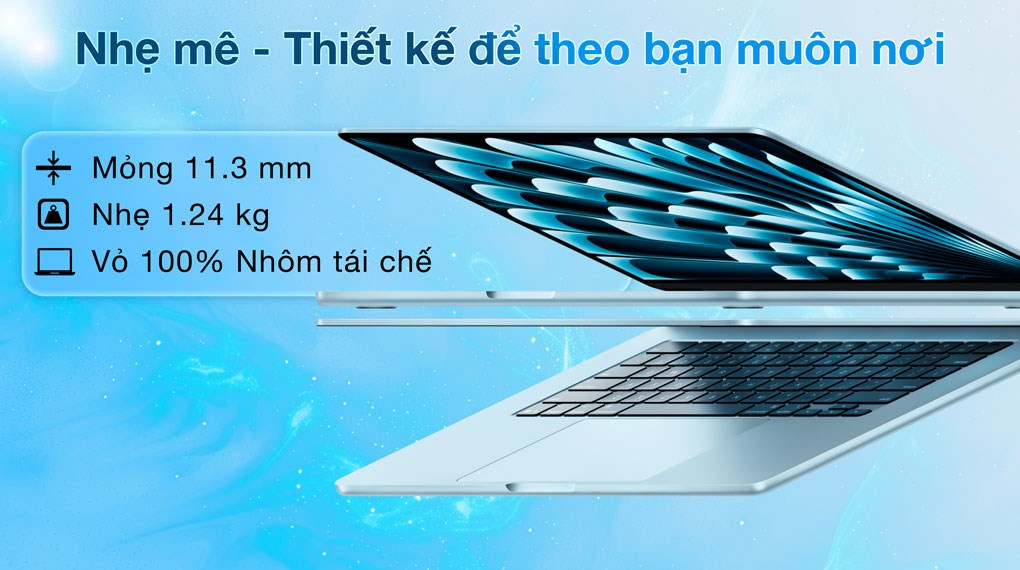 Nhẹ mê - Thiết kế để theo bạn muôn nơi
Mỏng 11.3 mm
Nhẹ 1.24 kg
Vỏ 100% Nhôm tái chế